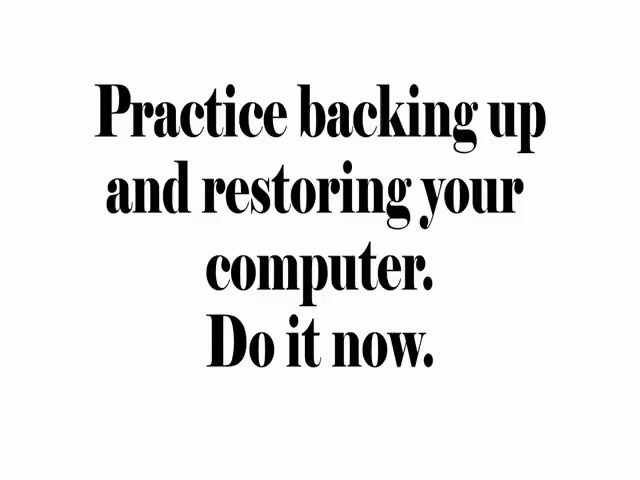 Practice backing up
and restoring your
computer.
Do it now.